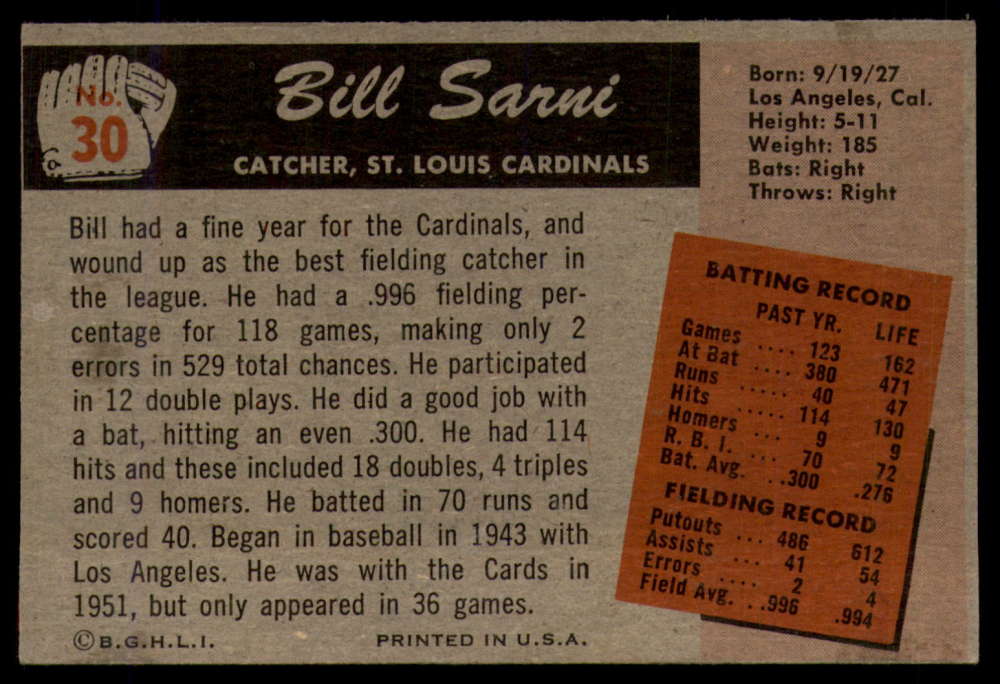 No.
30
Bill Sarni
CATCHER, ST. LOUIS CARDINALS
Born: 9/19/27
Los Angeles, Cal.
Height: 5-11
Weight: 185
Bats: Right
Throws: Right
Bill had a fine year for the Cardinals, and
wound up as the best fielding catcher in
the league. He had a .996 fielding per-
centage for 118 games, making only 2
errors in 529 total chances. He participated
in 12 double plays. He did a good job with
a bat, hitting an even .300. He had 114
hits and these included 18 doubles, 4 triples
and 9 homers. He batted in 70 runs and
scored 40. Began in baseball in 1943 with
Los Angeles. He was with the Cards in
1951, but only appeared in 36 games.
BATTING RECORD
PAST YR. LIFE
Games .... 123 162
At Bat .... 380 471
Runs ..... 40 47
Hits ..... 114 130
Homers ... 9 9
R. B. I. ... 70 72
Bat. Avg. ..300 .276
FIELDING RECORD
Putouts ... 486 612
Assists ... 41 54
Errors .... 2 4
Field Avg. ..996 .994
©B.G.H.L.I. PRINTED IN U.S.A.